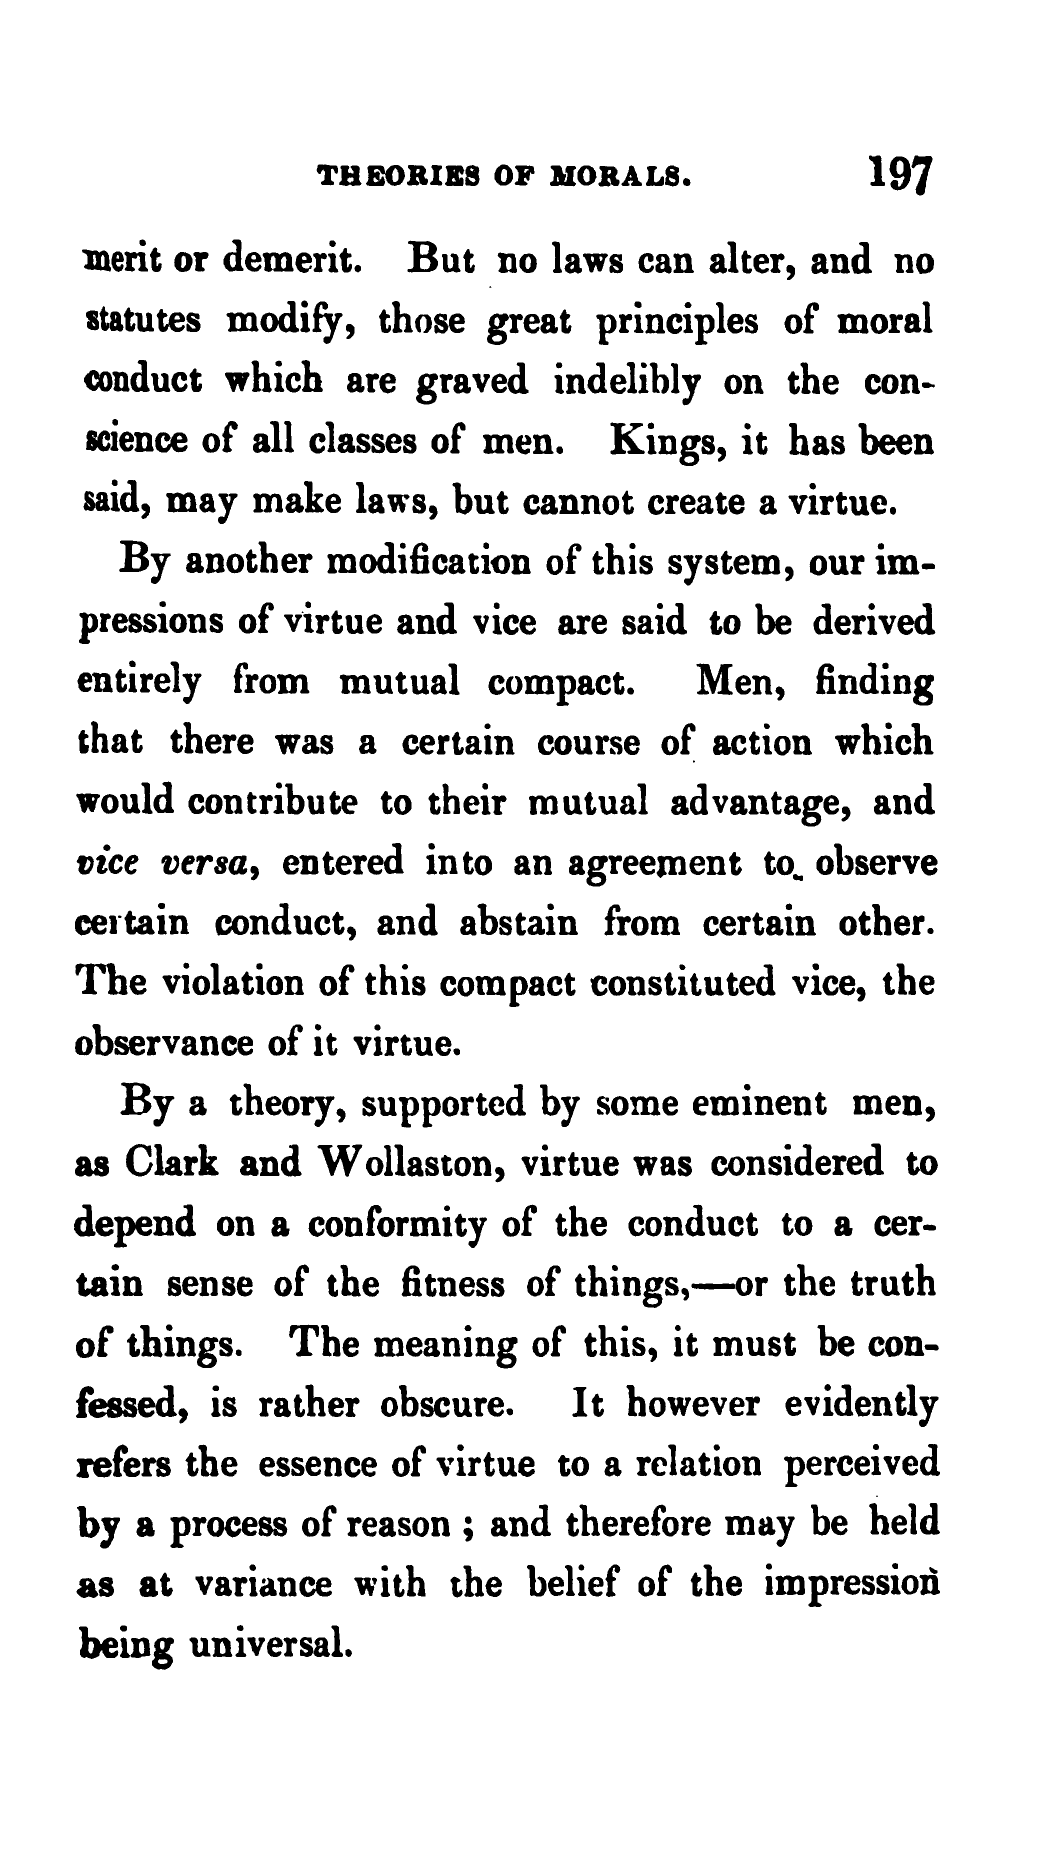 THEORIES OF MORALS. 197
merit or demerit. But no laws can alter, and no
statutes modify, those great principles of moral
conduct which are graved indelibly on the con-
science of all classes of men. Kings, it has been
said, may make laws, but cannot create a virtue.
By another modification of this system, our im-
pressions of virtue and vice are said to be derived
entirely from mutual compact. Men, finding
that there was a certain course of action which
would contribute to their mutual advantage, and
vice versa, entered into an agreement to observe
certain conduct, and abstain from certain other.
The violation of this compact constituted vice, the
observance of it virtue.
By a theory, supported by some eminent men,
as Clark and Wollaston, virtue was considered to
depend on a conformity of the conduct to a cer-
tain sense of the fitness of things,—or the truth
of things. The meaning of this, it must be con-
fessed, is rather obscure. It however evidently
refers the essence of virtue to a relation perceived
by a process of reason ; and therefore may be held
as at variance with the belief of the impression
being universal.